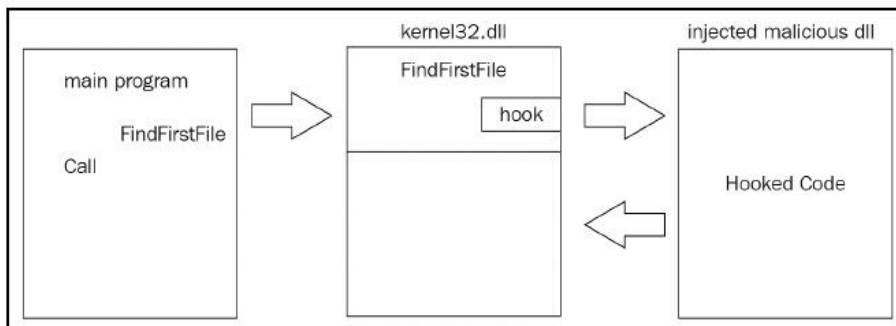 kernel32.dll
injected malicious dll
main program
FindFirstFile
Call
FindFirstFile
hook
Hooked Code